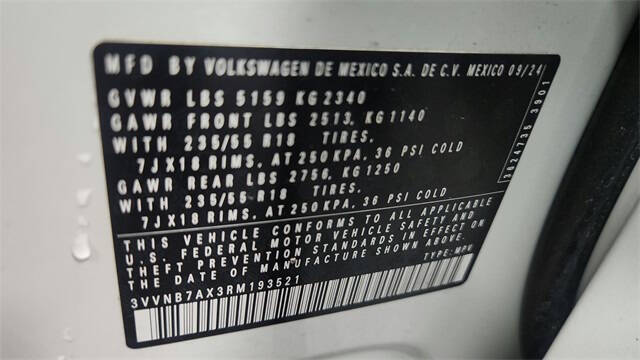 MFD BY VOLKSWAGEN DE MEXICO S.A. DE C.V. MEXICO 09/24
GVWR LBS 5159 KG 2340
GAWR FRONT LBS 2513, KG 1140
WITH 235/55 R18 TIRES.
7JX18 RIMS, AT 250 KPA, 36 PSI COLD
GAWR REAR LBS 2756, KG 1250
WITH 235/55 R18 TIRES.
7JX18 RIMS, AT 250 KPA, 36 PSI COLD
THIS VEHICLE CONFORMS TO ALL APPLICABLE
U.S. FEDERAL MOTOR VEHICLE SAFETY AND
THEFT PREVENTION STANDARDS IN EFFECT ON
THE DATE OF MANUFACTURE SHOWN ABOVE.
3VVNB7AX3RM193521 TYPE: MPV
3624735 3901